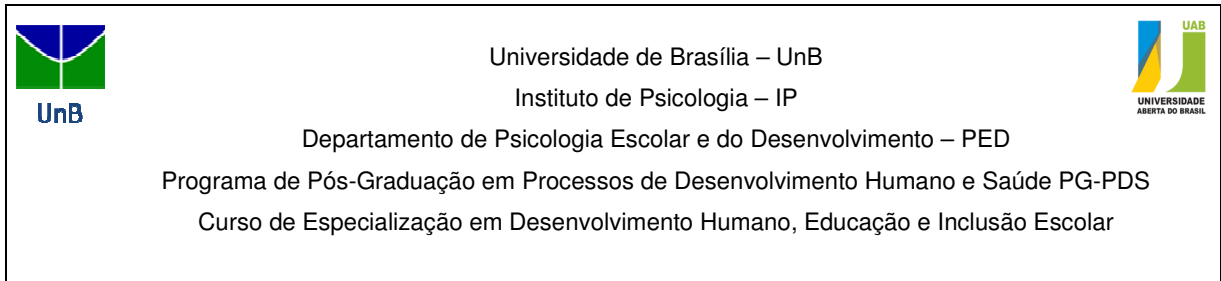 UnB
Universidade de Brasília – UnB
Instituto de Psicologia – IP
Departamento de Psicologia Escolar e do Desenvolvimento – PED
Programa de Pós-Graduação em Processos de Desenvolvimento Humano e Saúde PG-PDS
Curso de Especialização em Desenvolvimento Humano, Educação e Inclusão Escolar
UAB
UNIVERSIDADE
ABERTA DO BRASIL